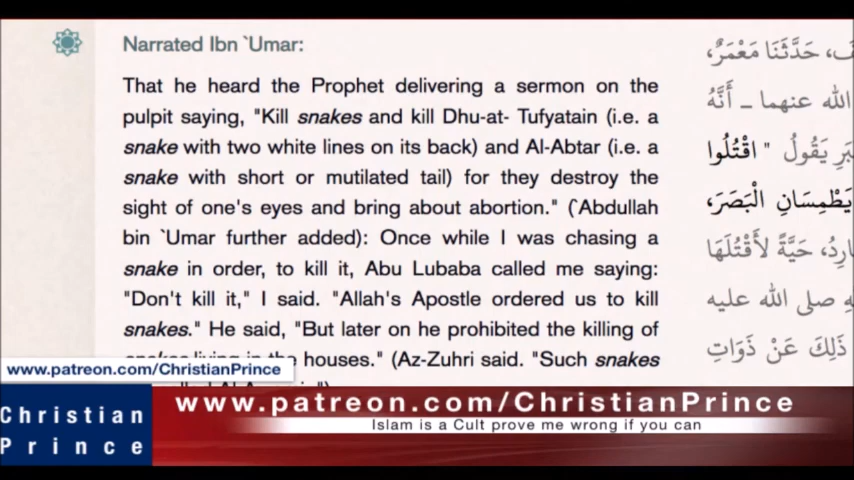 Narrated Ibn `Umar:
That he heard the Prophet delivering a sermon on the
pulpit saying, "Kill snakes and kill Dhu-at- Tufyatain (i.e. a
snake with two white lines on its back) and Al-Abtar (i.e. a
snake with short or mutilated tail) for they destroy the
sight of one's eyes and bring about abortion." (`Abdullah
bin `Umar further added): Once while I was chasing a
snake in order, to kill it, Abu Lubaba called me saying:
"Don't kill it," I said. "Allah's Apostle ordered us to kill
snakes." He said, "But later on he prohibited the killing of
snakes living in the houses." (Az-Zuhri said. "Such snakes
حَدَّثَنَا مَعْمَرٌ،
الله عنهما ـ أَنَّهُ
يَقُولُ " اقْتُلُوا
يَطْمِسَانِ الْبَصَرَ،
حَيَّةً لأَقْتُلَهَا
صلى الله عليه
ذَلِكَ عَنْ ذَوَاتِ
www.patreon.com/ChristianPrince
Christian
Prince
www.patreon.com/ChristianPrince
Islam is a Cult prove me wrong if you can